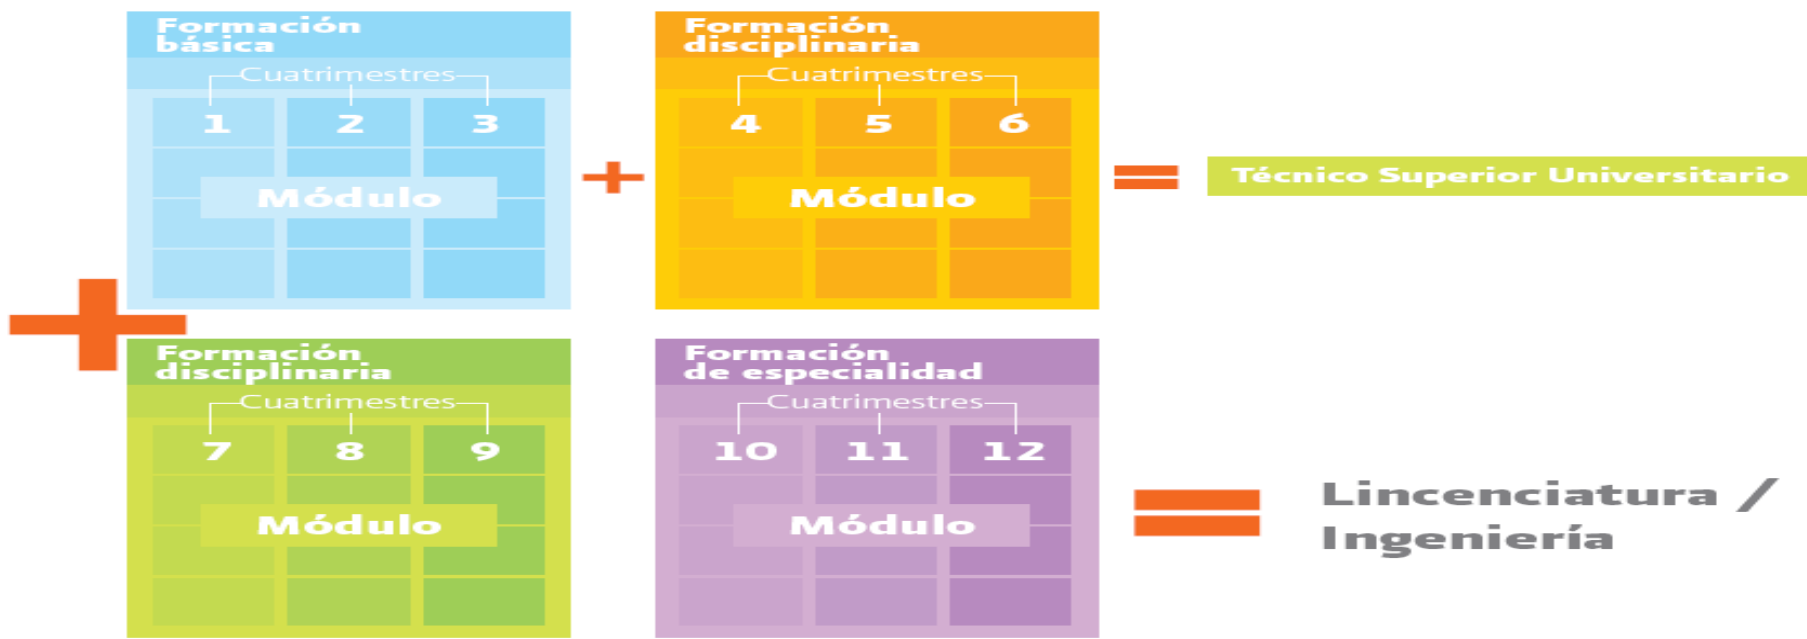 Formación
básica
Cuatrimestres
1 2 3
Módulo
+
Formación
disciplinaria
Cuatrimestres
4 5 6
Módulo
=
Técnico Superior Universitario
+
Formación
disciplinaria
Cuatrimestres
7 8 9
Módulo
Formación
de especialidad
Cuatrimestres
10 11 12
Módulo
=
Lincenciatura /
Ingeniería